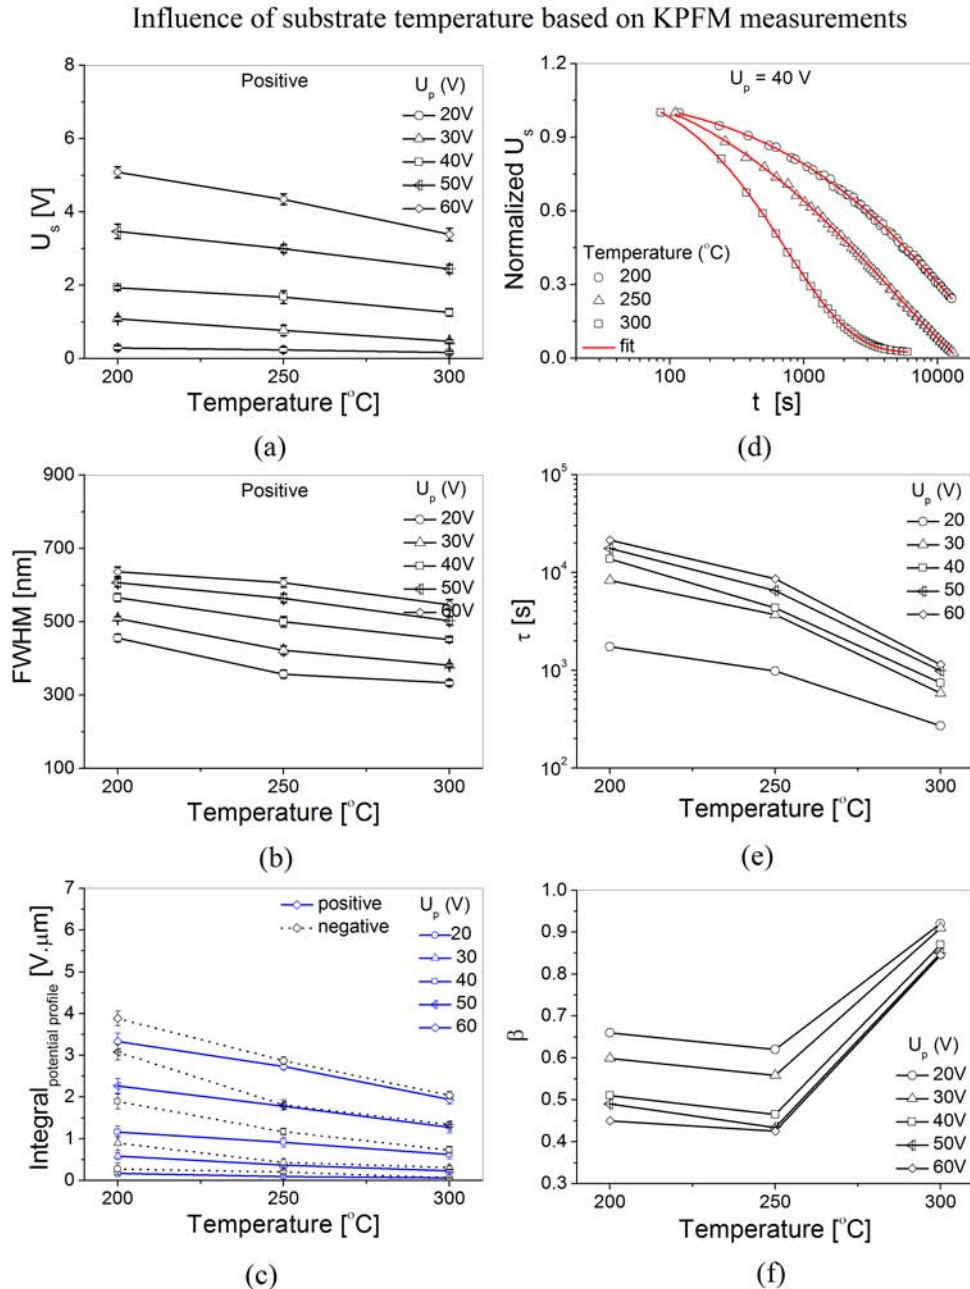 Influence of substrate temperature based on KPFM measurements
8
6
4
2
0
Positive
U_p (V)
20V
30V
40V
50V
60V
U_s [V]
200
250
300
Temperature [°C]
(a)
1.2
0.9
0.6
0.3
0.0
U_p = 40 V
Normalized U_s
Temperature (°C)
200
250
300
fit
100
1000
10000
t [s]
(d)
900
700
500
300
100
Positive
U_p (V)
20V
30V
40V
50V
60V
FWHM [nm]
200
250
300
Temperature [°C]
(b)
10^5
10^4
10^3
10^2
U_p (V)
20
30
40
50
60
τ [s]
200
250
300
Temperature [°C]
(e)
7
6
5
4
3
2
1
0
positive
negative
U_p (V)
20
30
40
50
60
Integral_potential profile [V.μm]
200
250
300
Temperature [°C]
(c)
1.0
0.9
0.8
0.7
0.6
0.5
0.4
0.3
β
U_p (V)
20V
30V
40V
50V
60V
200
250
300
Temperature [°C]
(f)